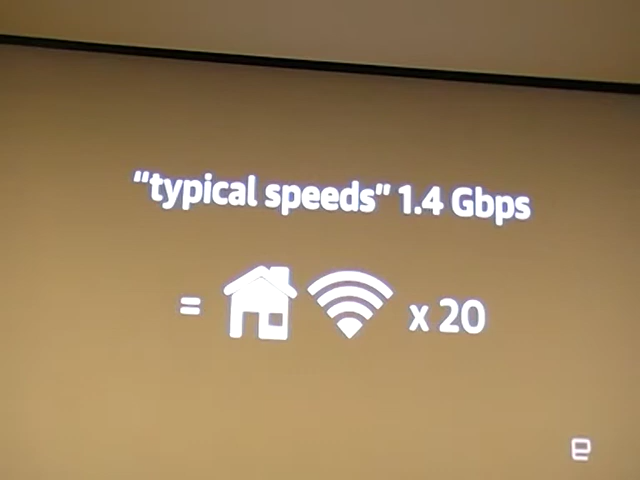 “typical speeds” 1.4 Gbps
= x 20
e